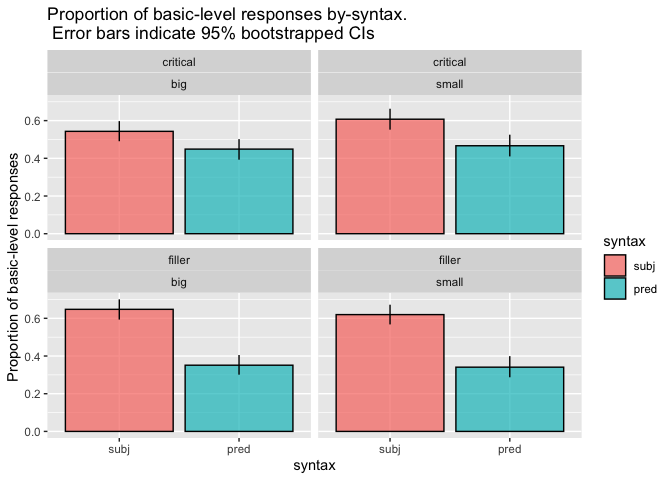 Proportion of basic-level responses by-syntax.
Error bars indicate 95% bootstrapped CIs
critical
big
critical
small
0.6
0.4
0.2
0.0
filler
big
filler
small
0.6
0.4
0.2
0.0
subj
pred
subj
pred
syntax
Proportion of basic-level responses
syntax
subj
pred